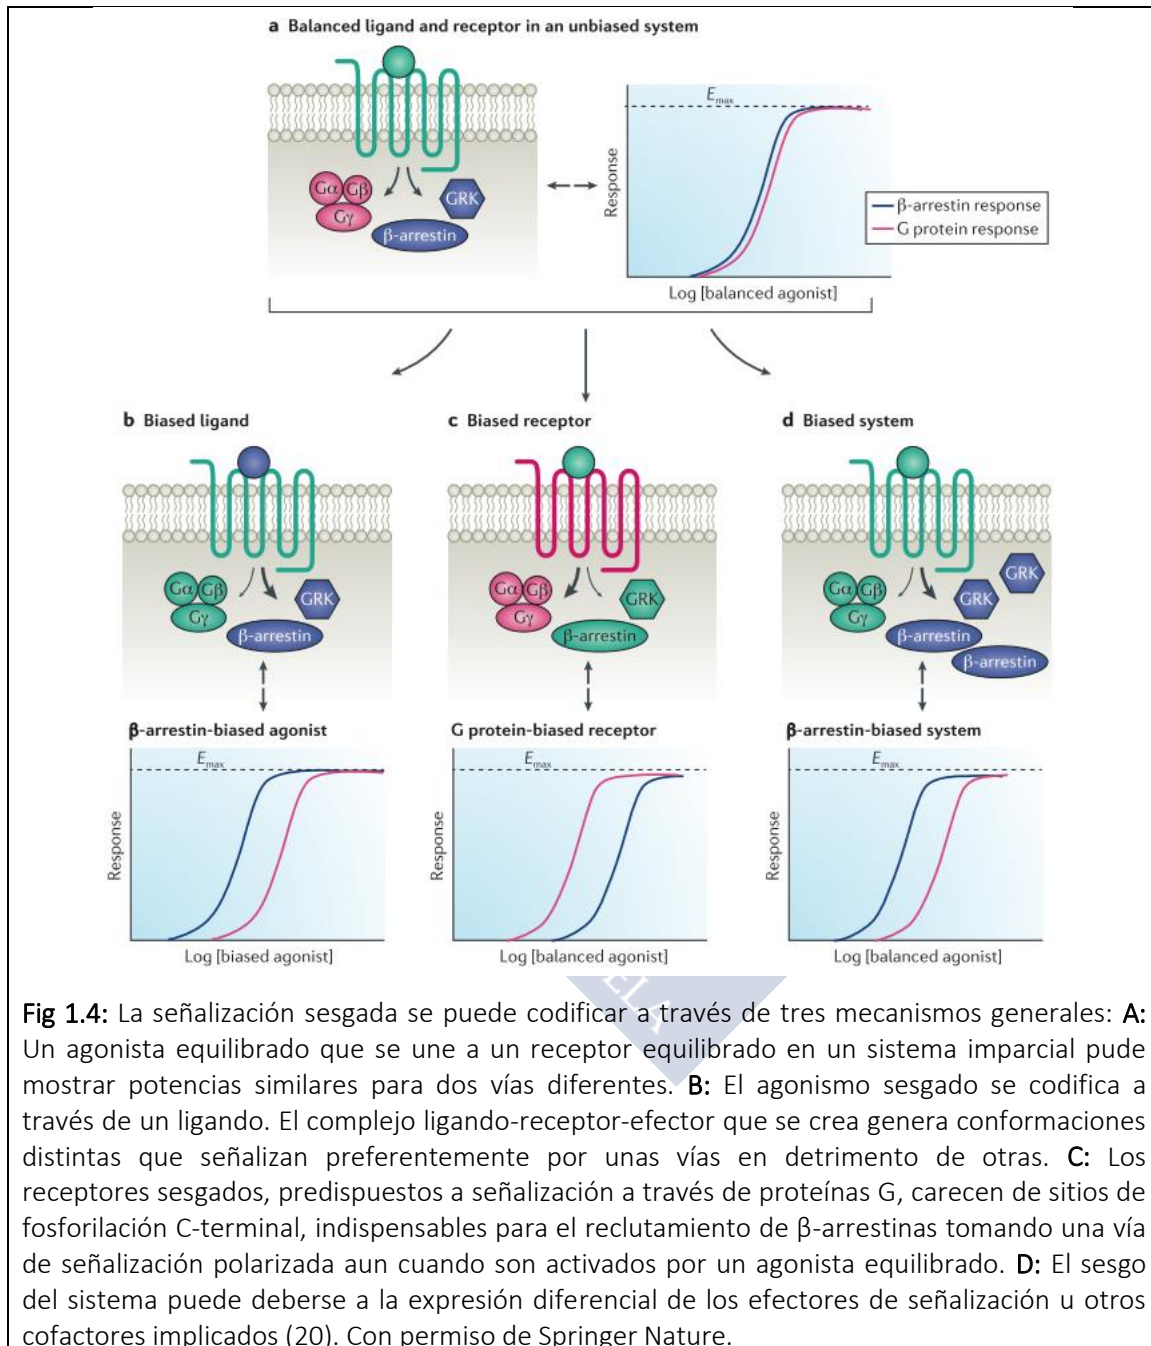 a Balanced ligand and receptor in an unbiased system
Emax
Gα Gβ
Gγ
GRK
β-arrestin
Response
β-arrestin response
G protein response
Log [balanced agonist]
b Biased ligand
c Biased receptor
d Biased system
Gα Gβ
Gγ
GRK
β-arrestin
Gα Gβ
Gγ
GRK
β-arrestin
Gα Gβ
Gγ
GRK
GRK
β-arrestin
β-arrestin
β-arrestin-biased agonist
G protein-biased receptor
β-arrestin-biased system
Emax
Response
Log [biased agonist]
Emax
Response
Log [balanced agonist]
Emax
Response
Log [balanced agonist]
ELA
Fig 1.4: La señalización sesgada se puede codificar a través de tres mecanismos generales: A:
Un agonista equilibrado que se une a un receptor equilibrado en un sistema imparcial pude
mostrar potencias similares para dos vías diferentes. B: El agonismo sesgado se codifica a
través de un ligando. El complejo ligando-receptor-efector que se crea genera conformaciones
distintas que señalizan preferentemente por unas vías en detrimento de otras. C: Los
receptores sesgados, predispuestos a señalización a través de proteínas G, carecen de sitios de
fosforilación C-terminal, indispensables para el reclutamiento de β-arrestinas tomando una vía
de señalización polarizada aun cuando son activados por un agonista equilibrado. D: El sesgo
del sistema puede deberse a la expresión diferencial de los efectores de señalización u otros
cofactores implicados (20). Con permiso de Springer Nature.